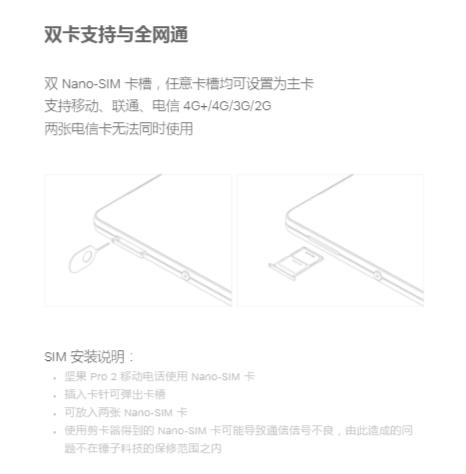 双卡支持与全网通
双 Nano-SIM 卡槽，任意卡槽均可设置为主卡
支持移动、联通、电信 4G+/4G/3G/2G
两张电信卡无法同时使用
SIM 安装说明：
• 坚果 Pro 2 移动电话使用 Nano-SIM 卡
• 插入卡针可弹出卡槽
• 可放入两张 Nano-SIM 卡
• 使用剪卡器得到的 Nano-SIM 卡可能导致通信信号不良，由此造成的问
题不在锤子科技的保修范围之内